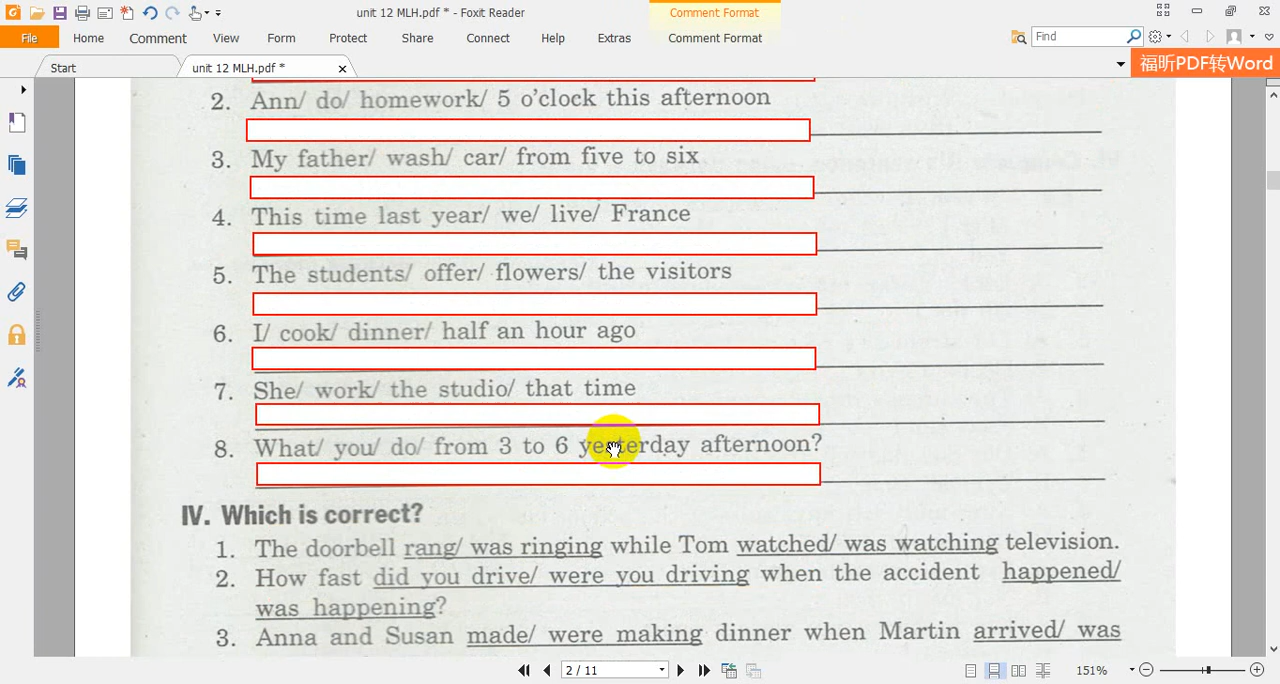 unit 12 MLH.pdf * - Foxit Reader
Comment Format
File Home Comment View Form Protect Share Connect Help Extras Comment Format Find
Start unit 12 MLH.pdf * 福昕PDF转Word
2. Ann/ do/ homework/ 5 o'clock this afternoon
3. My father/ wash/ car/ from five to six
4. This time last year/ we/ live/ France
5. The students/ offer/ flowers/ the visitors
6. I/ cook/ dinner/ half an hour ago
7. She/ work/ the studio/ that time
8. What/ you/ do/ from 3 to 6 yesterday afternoon?
IV. Which is correct?
1. The doorbell rang/ was ringing while Tom watched/ was watching television.
2. How fast did you drive/ were you driving when the accident happened/
was happening?
3. Anna and Susan made/ were making dinner when Martin arrived/ was
2 / 11 151%